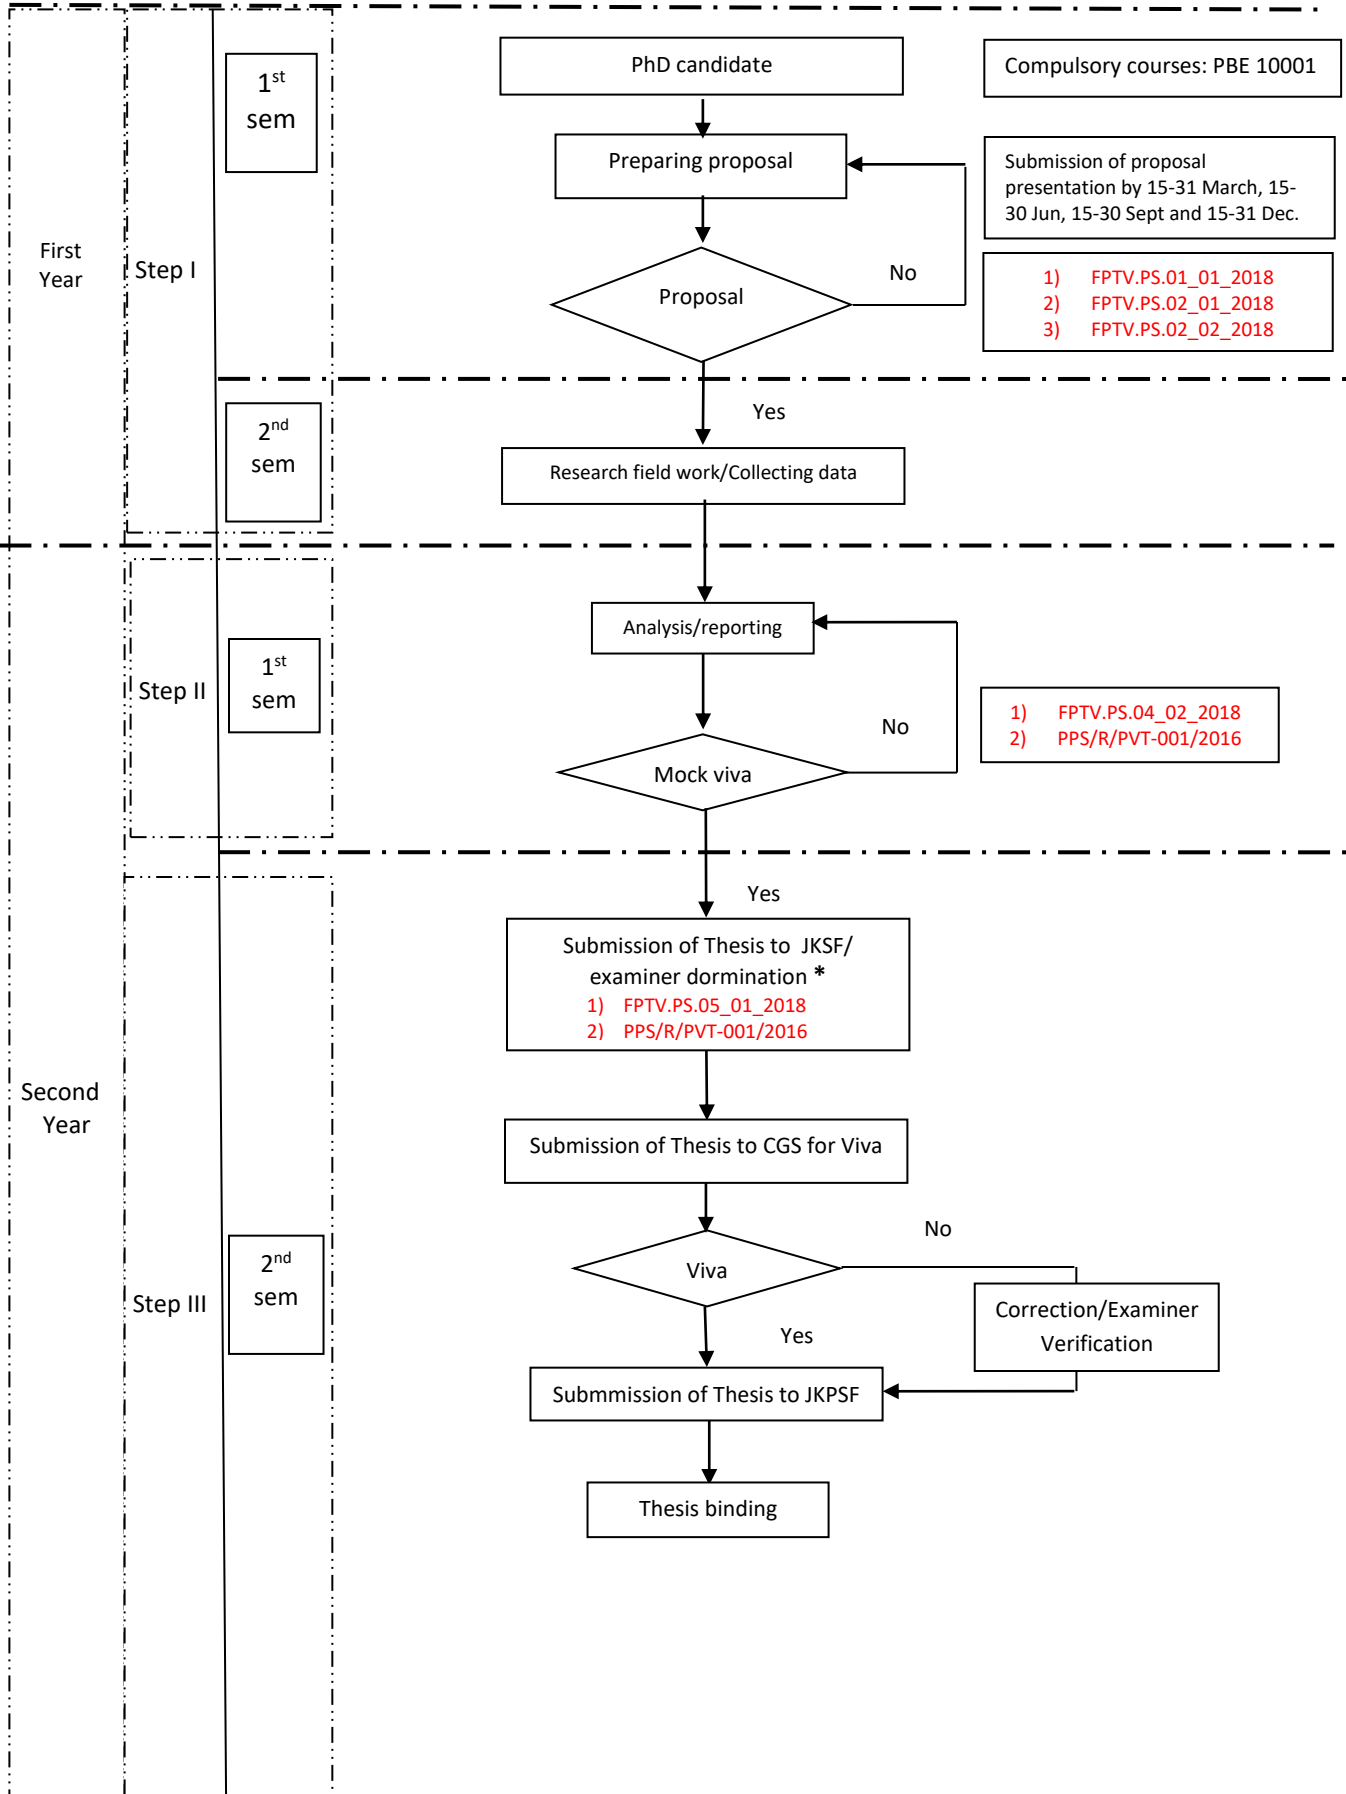 1st
sem
PhD candidate
Compulsory courses: PBE 10001
Preparing proposal
Submission of proposal
presentation by 15-31 March, 15-
30 Jun, 15-30 Sept and 15-31 Dec.
First
Year
Step I
No
Proposal
1) FPTV.PS.01_01_2018
2) FPTV.PS.02_01_2018
3) FPTV.PS.02_02_2018
Yes
2nd
sem
Research field work/Collecting data
Analysis/reporting
Step II
1st
sem
No
1) FPTV.PS.04_02_2018
2) PPS/R/PVT-001/2016
Mock viva
Yes
Submission of Thesis to JKSF/
examiner dormination *
1) FPTV.PS.05_01_2018
2) PPS/R/PVT-001/2016
Second
Year
Submission of Thesis to CGS for Viva
No
2nd
sem
Step III
Viva
Correction/Examiner
Verification
Yes
Submmission of Thesis to JKPSF
Thesis binding